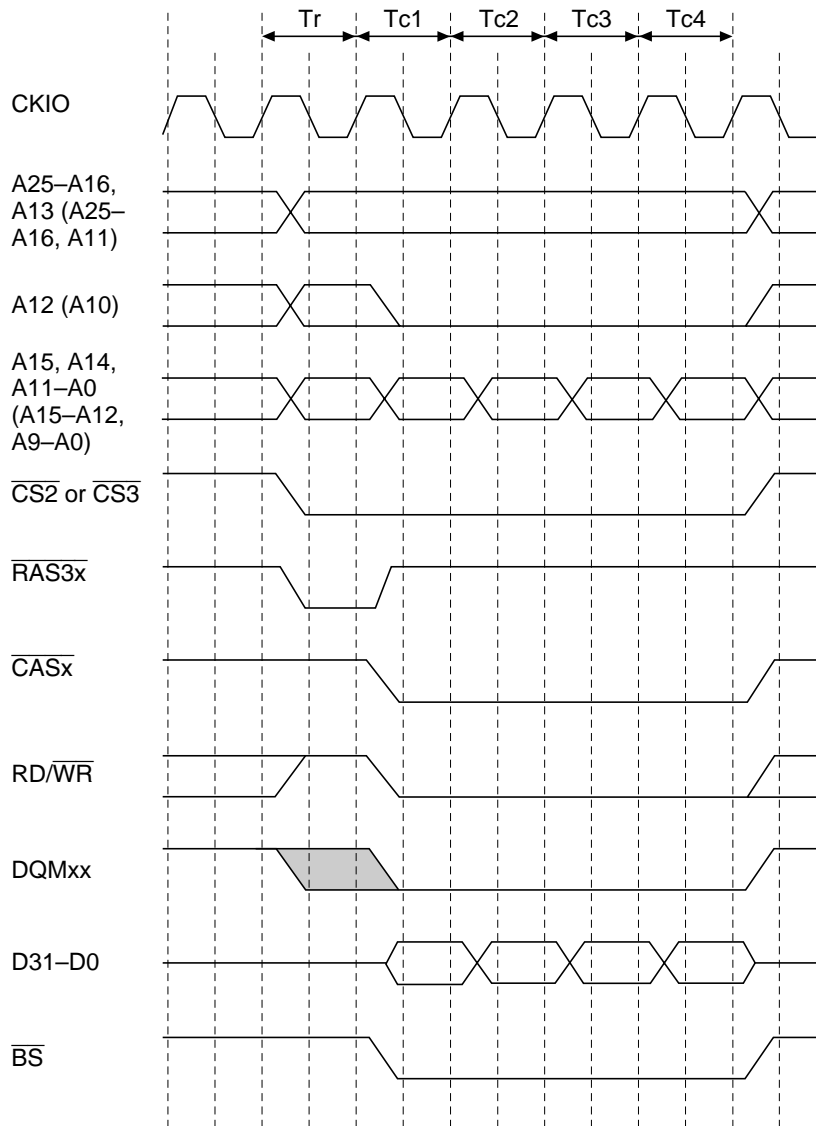 Tr Tc1 Tc2 Tc3 Tc4
CKIO
A25–A16,
A13 (A25–
A16, A11)
A12 (A10)
A15, A14,
A11–A0
(A15–A12,
A9–A0)
CS2 or CS3
RAS3x
CASx
RD/WR
DQMxx
D31–D0
BS